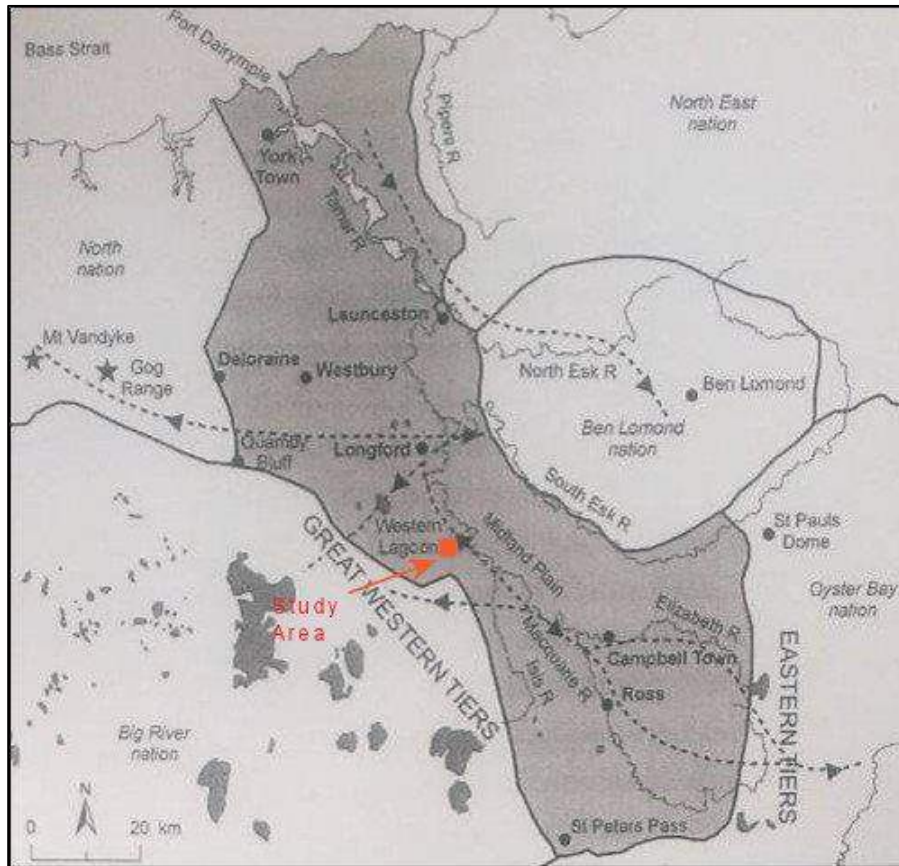 Bass Strait
Port Dalrymple
Pipers R
North East
nation
York
Town
Tamar R
North
nation
Launceston
Mt Vandyke
Gog
Range
Deloraine
Westbury
North Esk R
Ben Lomond
Ben Lomond
nation
Quamby
Bluff
Longford
South Esk R
Western
Lagoon
Midland Plain
St Pauls
Dome
Oyster Bay
nation
GREAT WESTERN TIERS
Study
Area
Elizabeth R
Campbell Town
Macquarie R
Isis R
Ross
EASTERN TIERS
Big River
nation
N
0 20 km
St Peters Pass